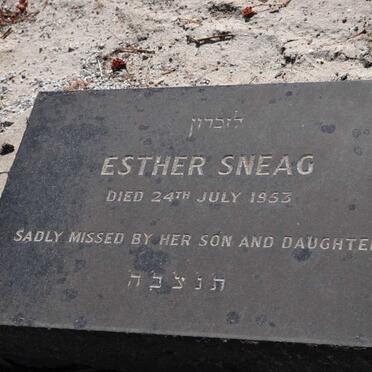 לזכרון
ESTHER SNEAG
DIED 24TH JULY 1953
SADLY MISSED BY HER SON AND DAUGHTER
תנצבה